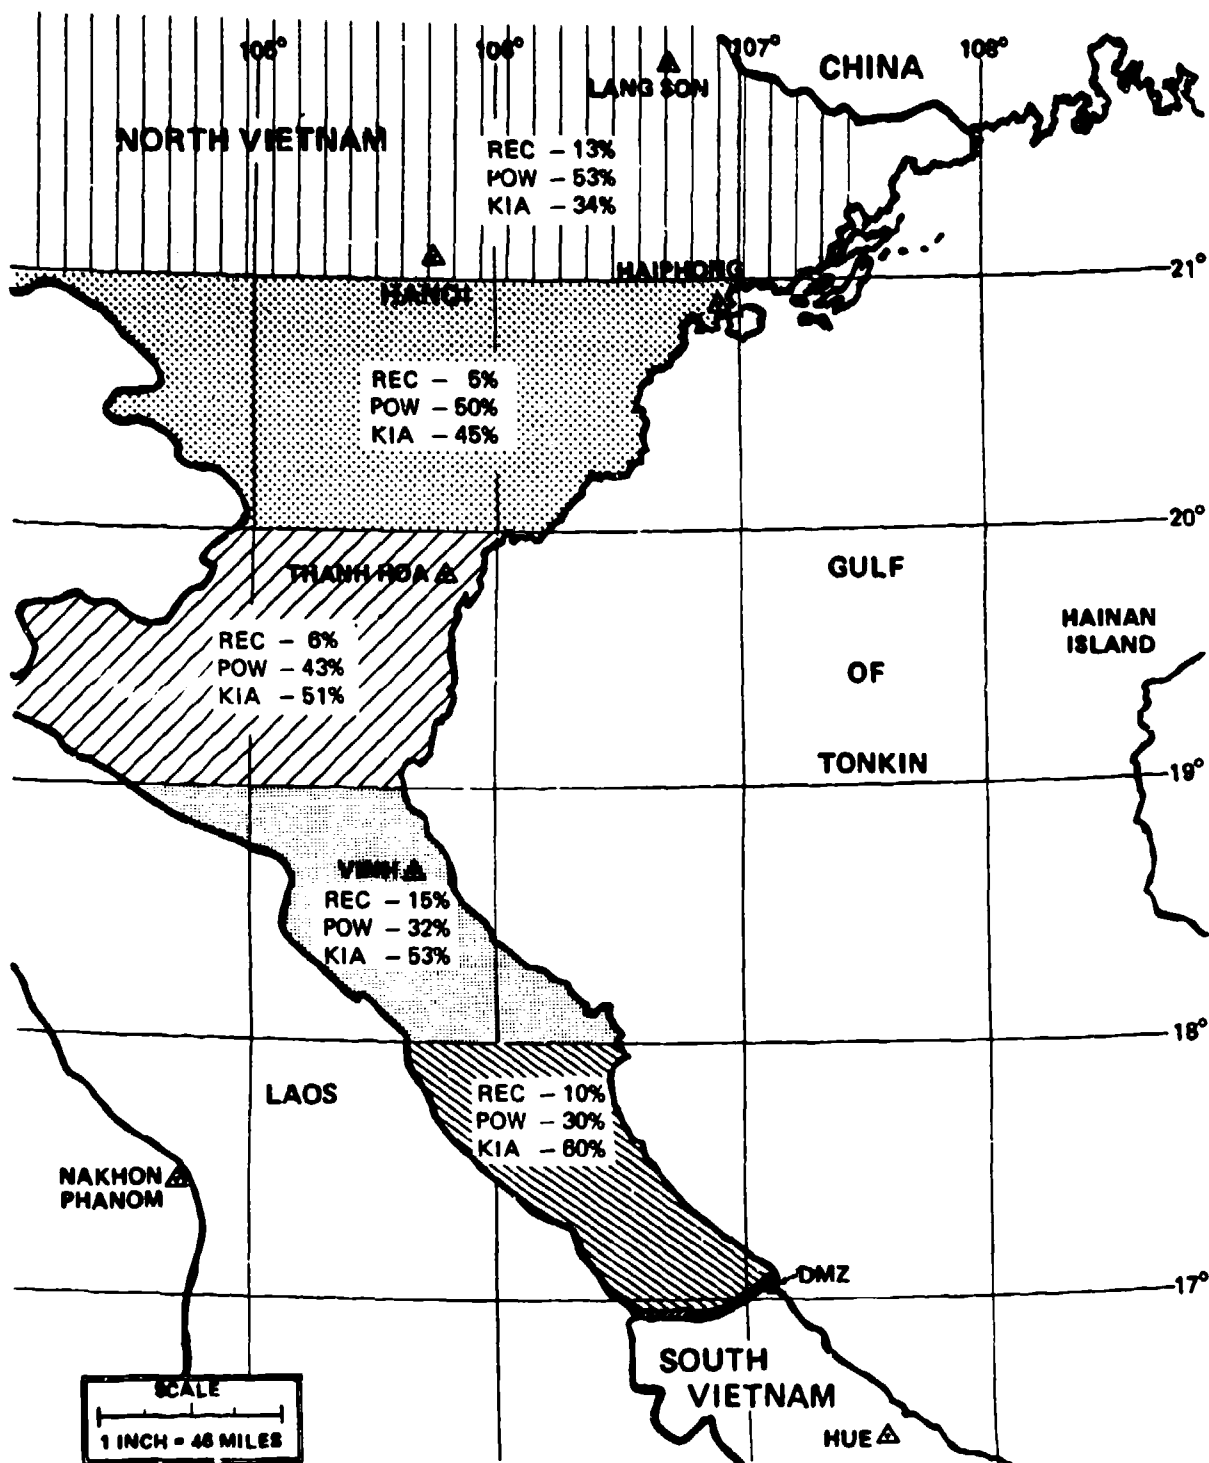 105° 106° 107° 108°
CHINA
LANG SON
NORTH VIETNAM
REC – 13%
POW – 53%
KIA – 34%
HAIPHONG
21°
HANOI
REC – 5%
POW – 50%
KIA – 45%
20°
THANH HOA
GULF
OF
TONKIN
HAINAN
ISLAND
REC – 6%
POW – 43%
KIA – 51%
19°
VINH
REC – 15%
POW – 32%
KIA – 53%
18°
LAOS
REC – 10%
POW – 30%
KIA – 60%
NAKHON
PHANOM
DMZ
17°
SOUTH
VIETNAM
HUE
SCALE
1 INCH = 46 MILES